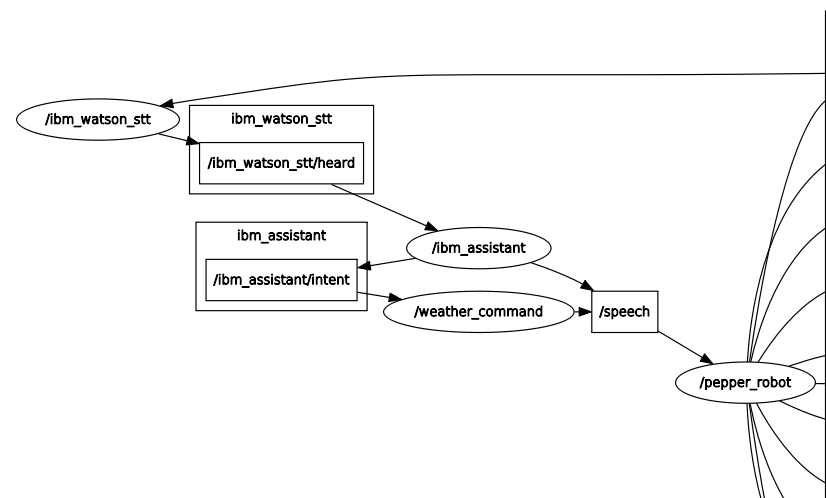 /ibm_watson_stt
ibm_watson_stt
/ibm_watson_stt/heard
ibm_assistant
/ibm_assistant
/ibm_assistant/intent
/weather_command
/speech
/pepper_robot